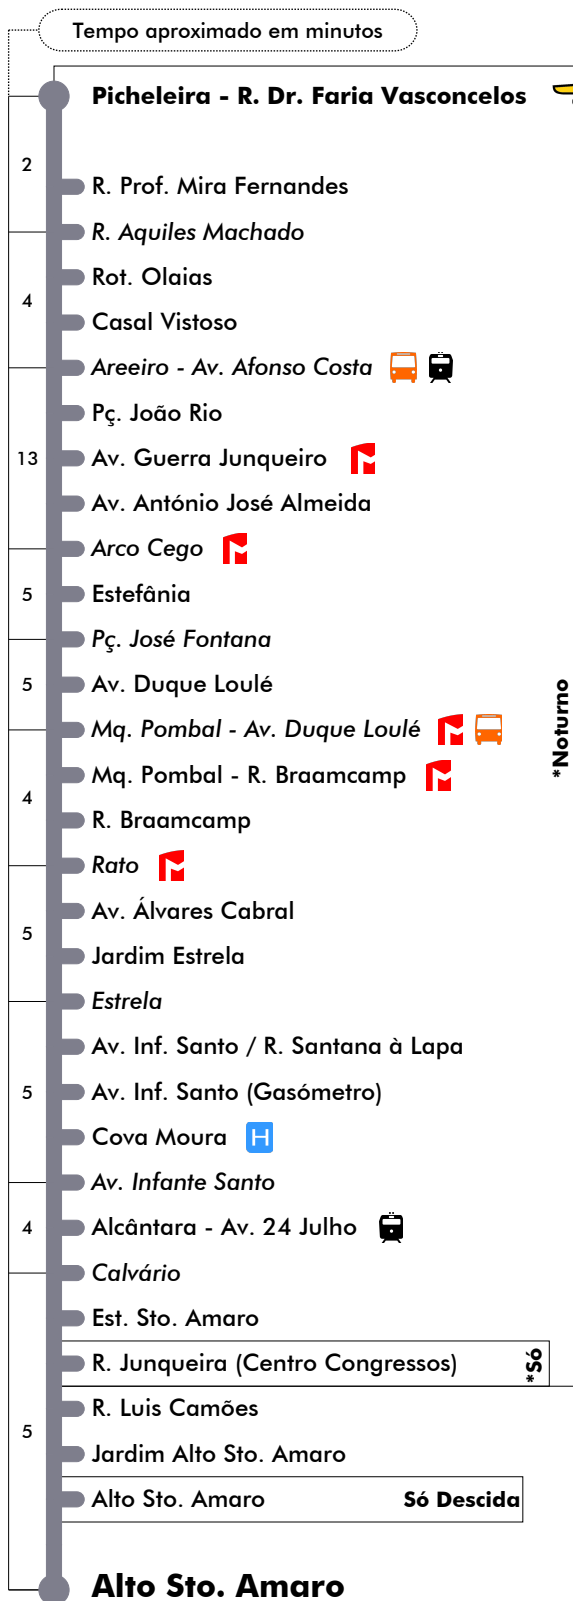 Tempo aproximado em minutos
Picheleira - R. Dr. Faria Vasconcelos
2
R. Prof. Mira Fernandes
R. Aquiles Machado
Rot. Olaias
4
Casal Vistoso
Areeiro - Av. Afonso Costa
Pç. João Rio
13
Av. Guerra Junqueiro
Av. António José Almeida
Arco Cego
5
Estefânia
Pç. José Fontana
5
Av. Duque Loulé
*Noturno
Mq. Pombal - Av. Duque Loulé
Mq. Pombal - R. Braamcamp
4
R. Braamcamp
Rato
Av. Álvares Cabral
5
Jardim Estrela
Estrela
Av. Inf. Santo / R. Santana à Lapa
5
Av. Inf. Santo (Gasómetro)
Cova Moura H
Av. Infante Santo
4
Alcântara - Av. 24 Julho
Calvário
Est. Sto. Amaro
R. Junqueira (Centro Congressos)
*Só
R. Luis Camões
5
Jardim Alto Sto. Amaro
Alto Sto. Amaro Só Descida
Alto Sto. Amaro